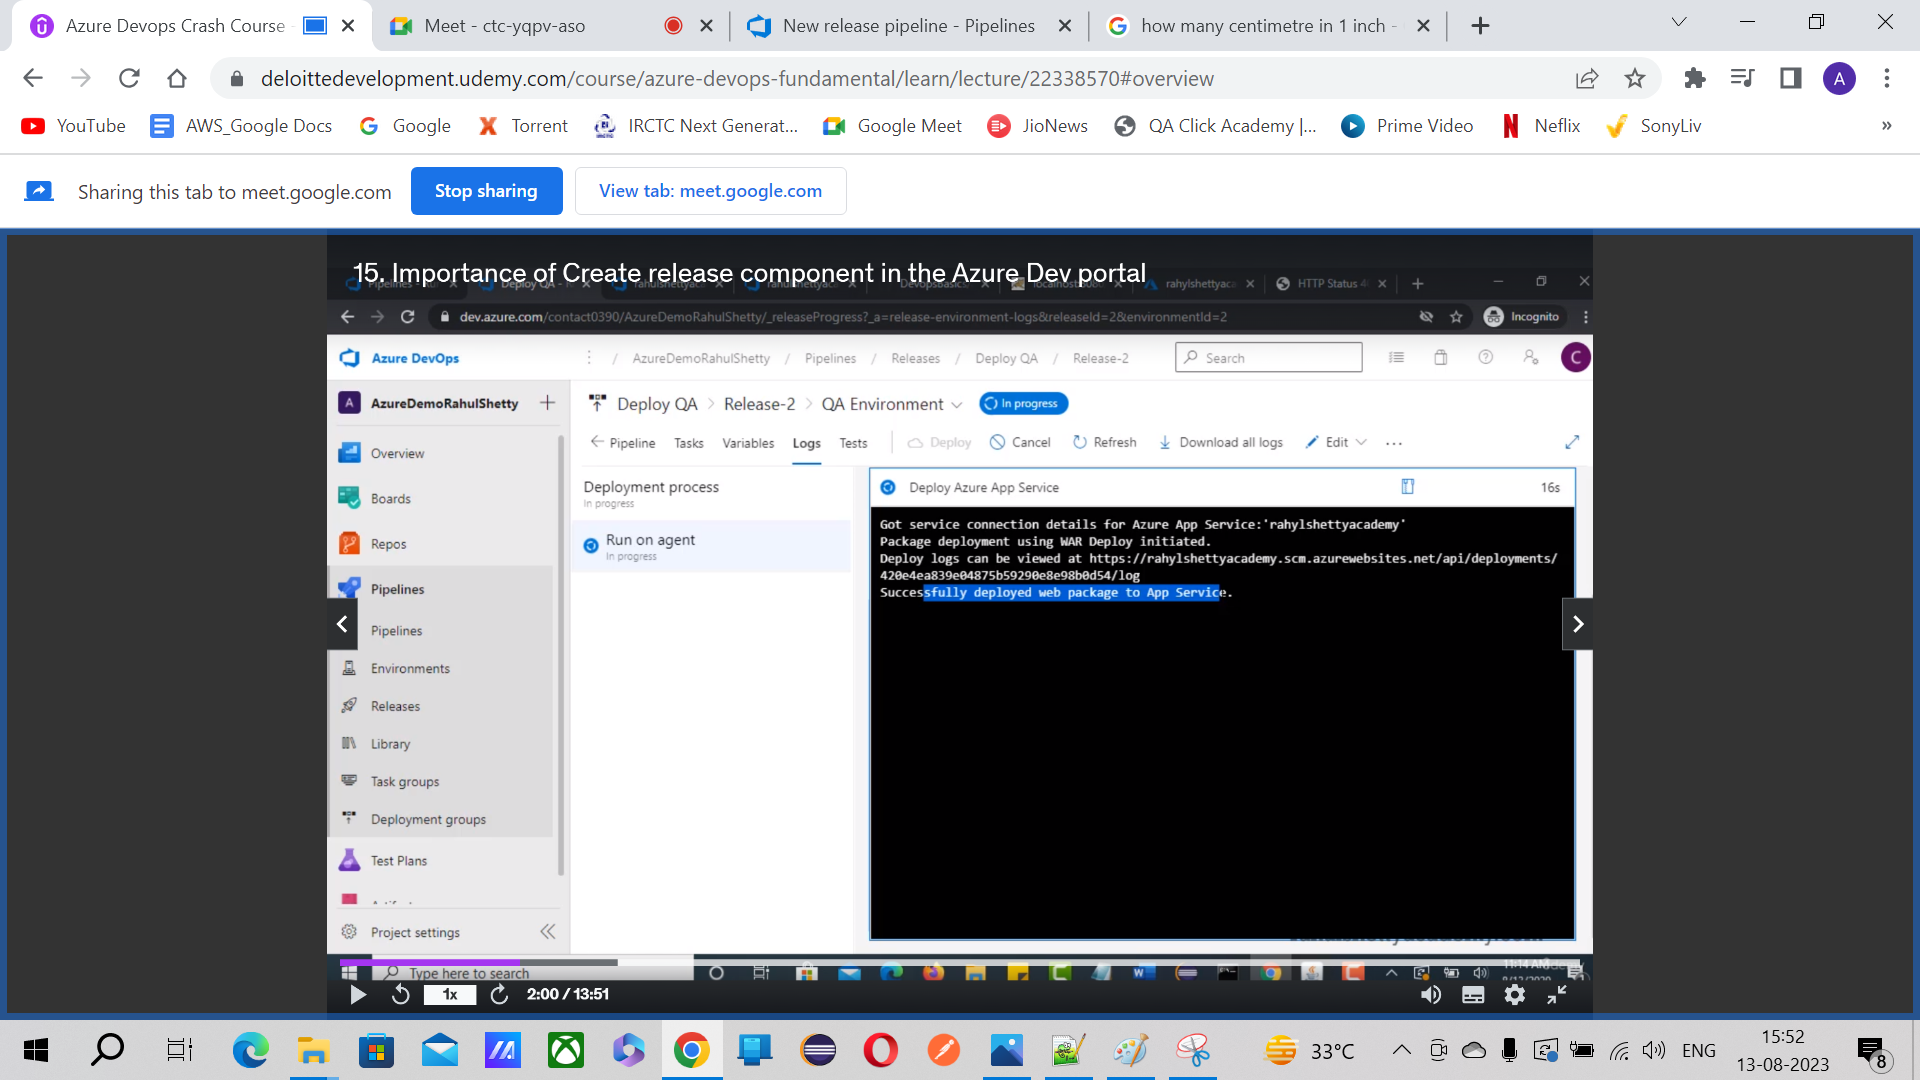 Azure Devops Crash Course
Meet - ctc-yqpv-aso
New release pipeline - Pipelines
how many centimetre in 1 inch -
deloittedevelopment.udemy.com/course/azure-devops-fundamental/learn/lecture/22338570#overview
A
YouTube
AWS_Google Docs
Google
Torrent
IRCTC Next Generat...
Google Meet
JioNews
QA Click Academy |...
Prime Video
Neflix
SonyLiv
»
Sharing this tab to meet.google.com
Stop sharing
View tab: meet.google.com
15. Importance of Create release component in the Azure Dev portal
rahylshettyaca
HTTP Status 4
dev.azure.com/contact0390/AzureDemoRahulShetty/_releaseProgress?_a=release-environment-logs&releaseId=2&environmentId=2
Incognito
Azure DevOps
/ AzureDemoRahulShetty / Pipelines / Releases / Deploy QA / Release-2
Search
C
A AzureDemoRahulShetty +
Deploy QA > Release-2 > QA Environment
In progress
Pipeline
Tasks
Variables
Logs
Tests
Deploy
Cancel
Refresh
Download all logs
Edit
...
Overview
Boards
Repos
Pipelines
Pipelines
Environments
Releases
Library
Task groups
Deployment groups
Test Plans
Project settings
Deployment process
In progress
Run on agent
In progress
Deploy Azure App Service
16s
Got service connection details for Azure App Service:'rahylshettyacademy'
Package deployment using WAR Deploy initiated.
Deploy logs can be viewed at https://rahylshettyacademy.scm.azurewebsites.net/api/deployments/
420e4ea839e04875b59290e8e98b0d54/log
Successfully deployed web package to App Service.
Type here to search
1x
2:00 / 13:51
33°C
ENG
15:52
13-08-2023
8